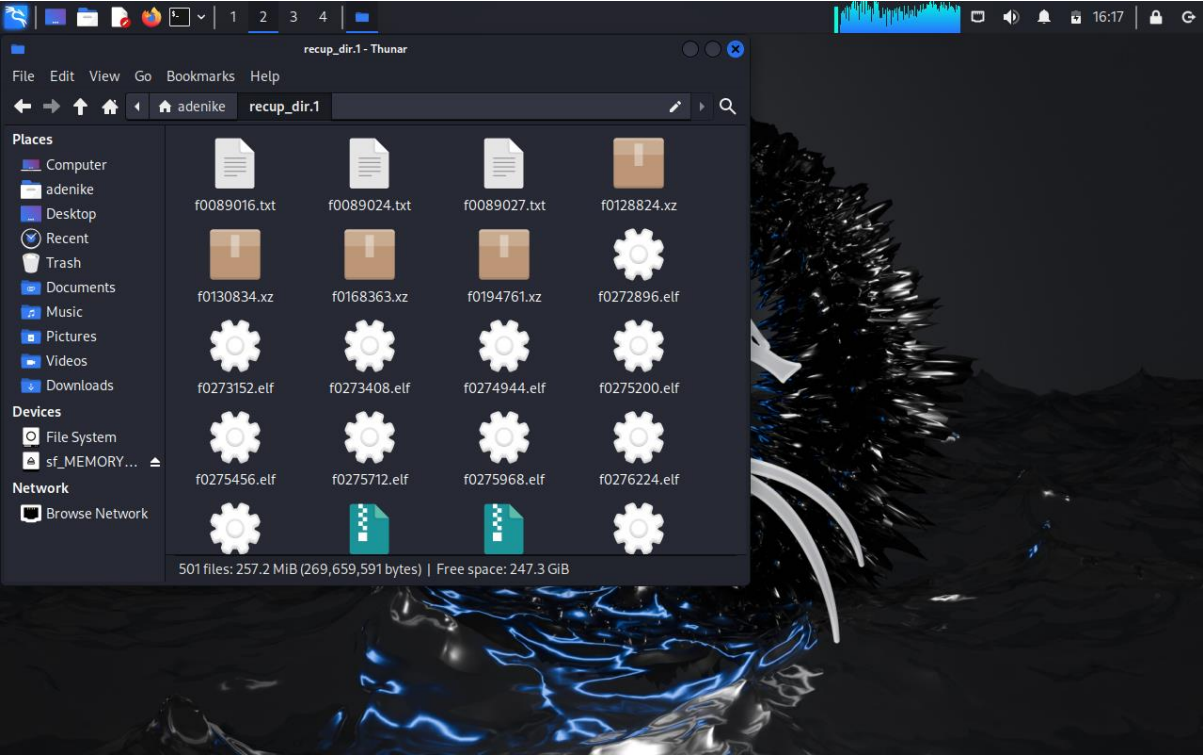 1 2 3 4 16:17
recup_dir.1 - Thunar
File Edit View Go Bookmarks Help
adenike recup_dir.1
Places
Computer
adenike
Desktop
Recent
Trash
Documents
Music
Pictures
Videos
Downloads
Devices
File System
sf_MEMORY...
Network
Browse Network
f0089016.txt f0089024.txt f0089027.txt f0128824.xz
f0130834.xz f0168363.xz f0194761.xz f0272896.elf
f0273152.elf f0273408.elf f0274944.elf f0275200.elf
f0275456.elf f0275712.elf f0275968.elf f0276224.elf
501 files: 257.2 MiB (269,659,591 bytes) | Free space: 247.3 GiB